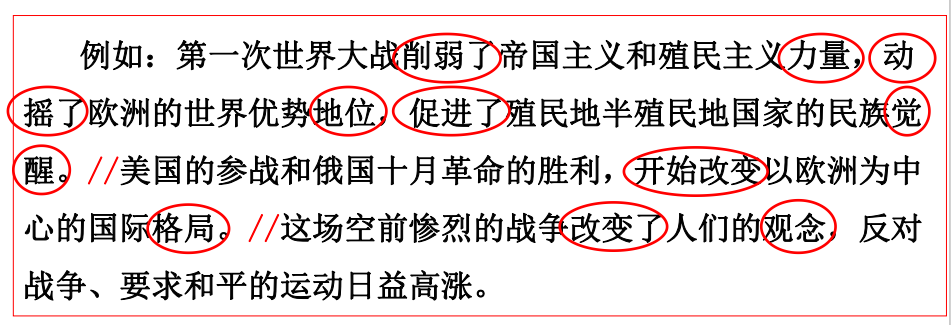 例如：第一次世界大战削弱了帝国主义和殖民主义力量，动
摇了欧洲的世界优势地位，促进了殖民地半殖民地国家的民族觉
醒。//美国的参战和俄国十月革命的胜利，开始改变以欧洲为中
心的国际格局。//这场空前惨烈的战争改变了人们的观念，反对
战争、要求和平的运动日益高涨。